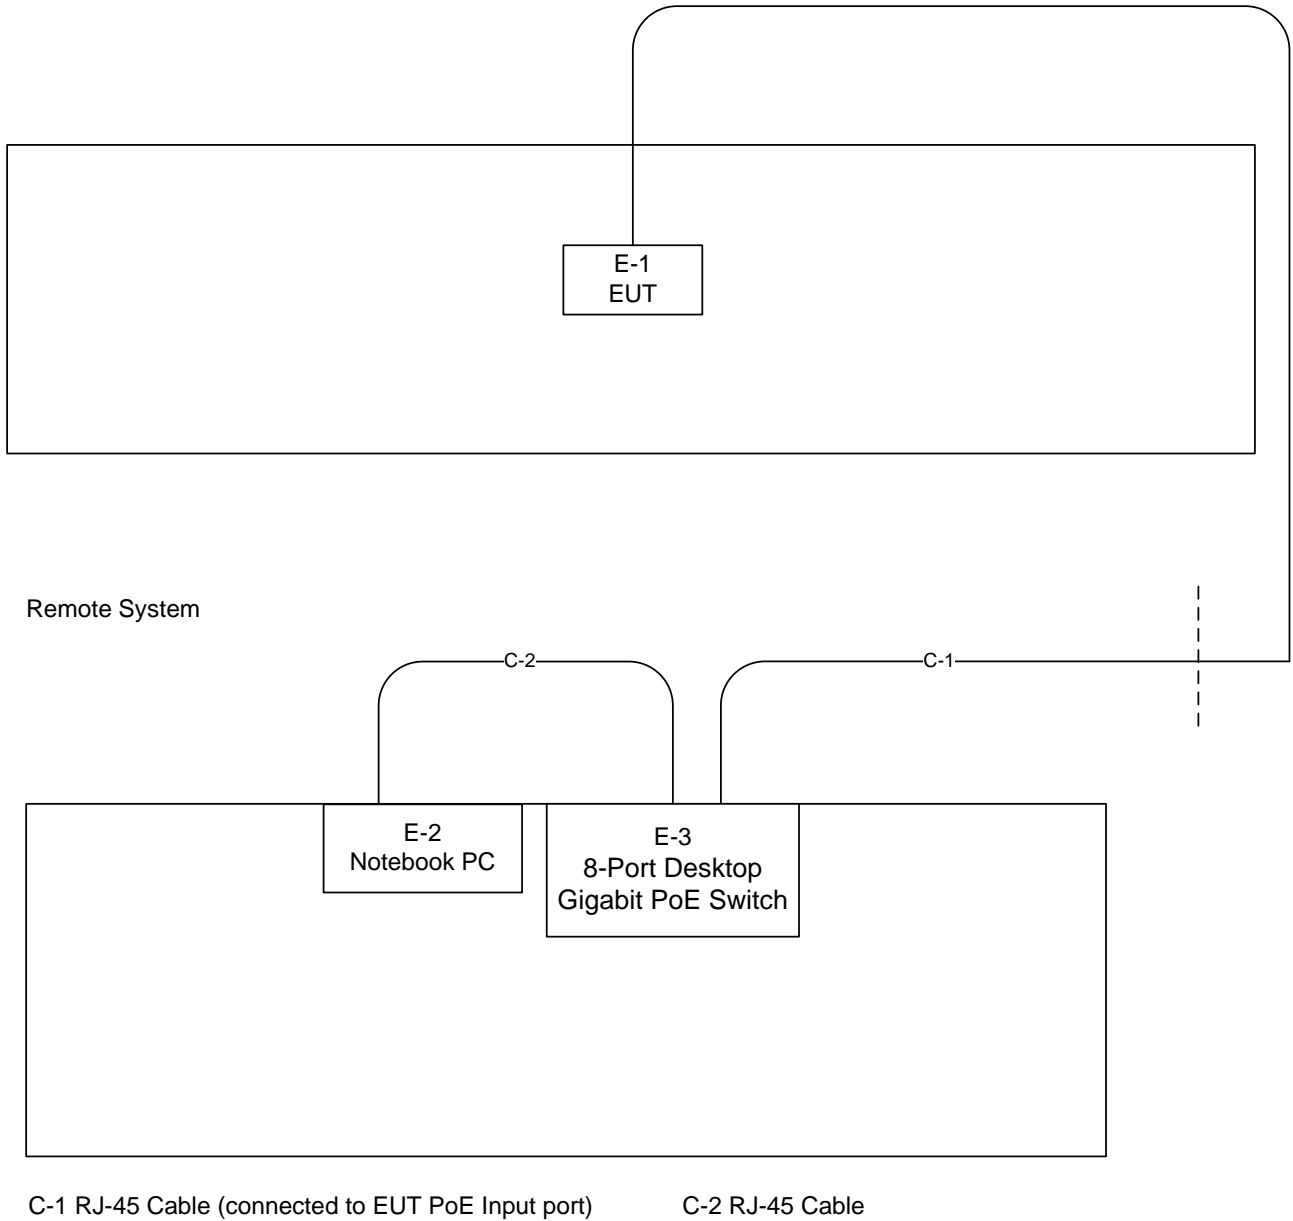 E-1
EUT
Remote System
C-2
C-1
E-2
Notebook PC
E-3
8-Port Desktop
Gigabit PoE Switch
C-1 RJ-45 Cable (connected to EUT PoE Input port)
C-2 RJ-45 Cable